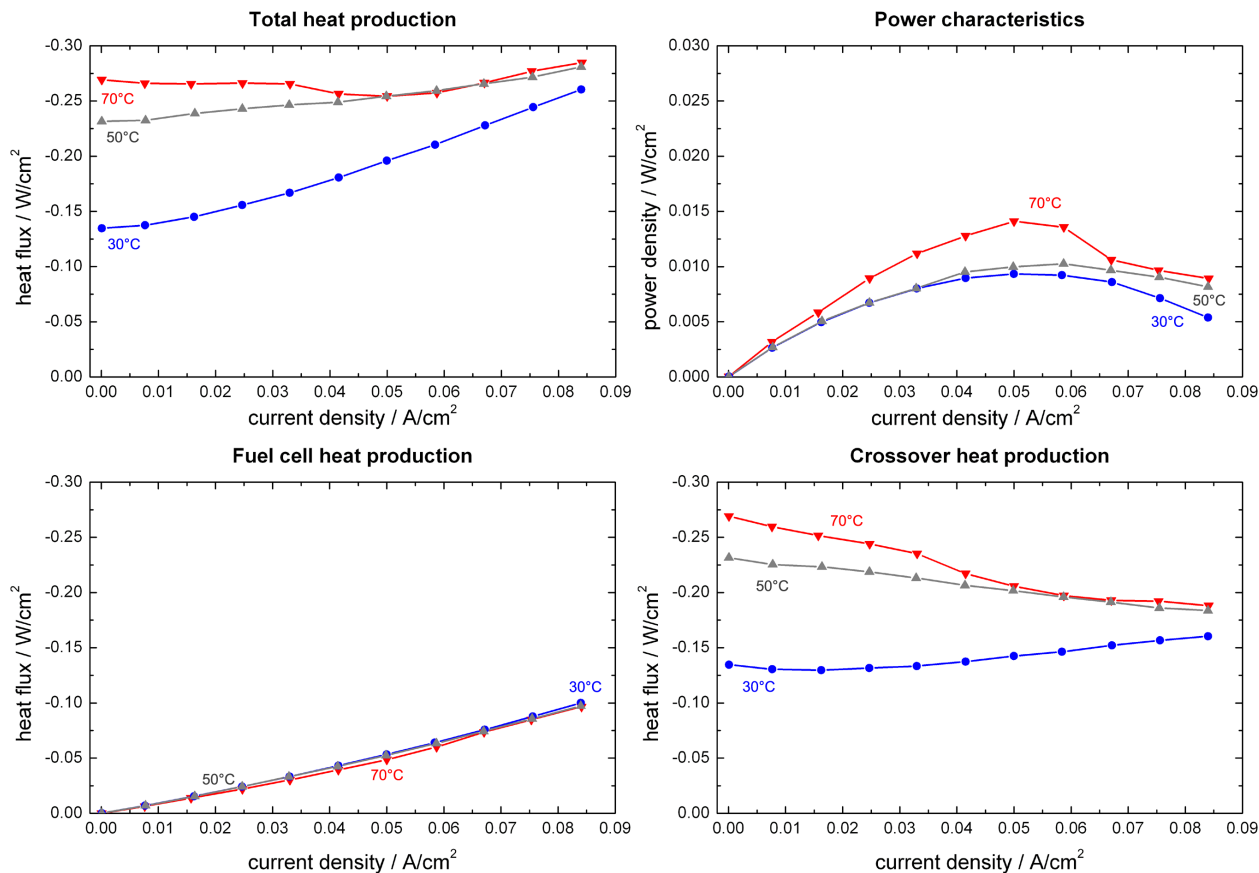 Total heat production
-0.30
-0.25
-0.20
-0.15
-0.10
-0.05
0.00
heat flux / W/cm²
70°C
50°C
30°C
0.00 0.01 0.02 0.03 0.04 0.05 0.06 0.07 0.08 0.09
current density / A/cm²
Power characteristics
0.030
0.025
0.020
0.015
0.010
0.005
0.000
power density / W/cm²
70°C
50°C
30°C
0.00 0.01 0.02 0.03 0.04 0.05 0.06 0.07 0.08 0.09
current density / A/cm²
Fuel cell heat production
-0.30
-0.25
-0.20
-0.15
-0.10
-0.05
0.00
heat flux / W/cm²
30°C
50°C
70°C
0.00 0.01 0.02 0.03 0.04 0.05 0.06 0.07 0.08 0.09
current density / A/cm²
Crossover heat production
-0.30
-0.25
-0.20
-0.15
-0.10
-0.05
0.00
heat flux / W/cm²
70°C
50°C
30°C
0.00 0.01 0.02 0.03 0.04 0.05 0.06 0.07 0.08 0.09
current density / A/cm²